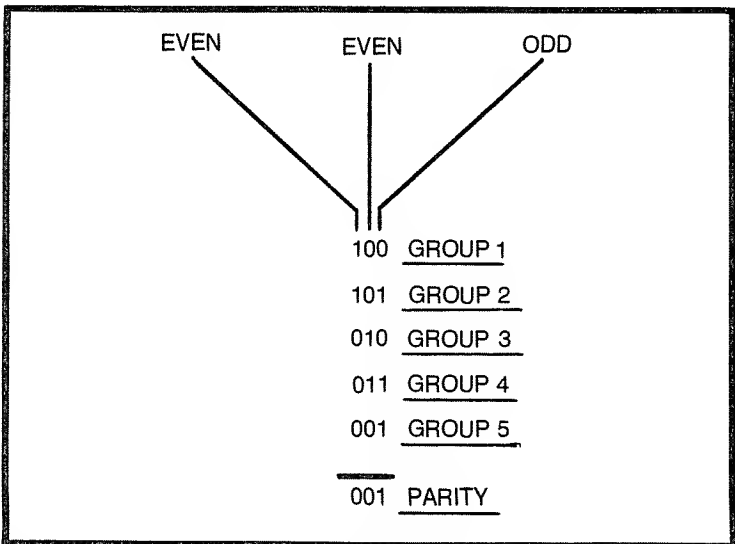 EVEN EVEN ODD
100 GROUP 1
101 GROUP 2
010 GROUP 3
011 GROUP 4
001 GROUP 5
001 PARITY